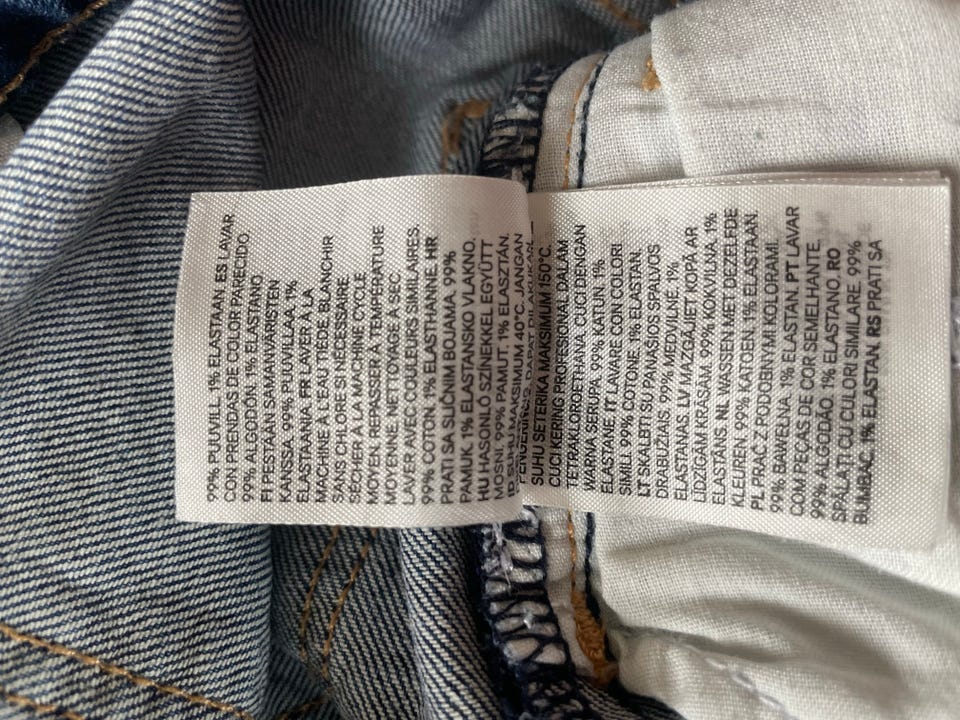 99% PUUVILL. 1% ELASTAAN. ES LAVAR
CON PRENDAS DE COLOR PARECIDO.
99% ALGODÓN. 1% ELASTANO.
FI PESTÄÄN SAMANVÄRISTEN
KANSSA. 99% PUUVILLAA. 1%
ELASTAANIA. FR LAVER À LA
MACHINE À L'EAU TIÈDE. BLANCHIR
SANS CHLORE SI NÉCESSAIRE.
SÉCHER À LA MACHINE CYCLE
MOYEN. REPASSER À TEMPÉRATURE
MOYENNE. NETTOYAGE À SEC.
LAVER AVEC COULEURS SIMILAIRES.
99% COTON. 1% ELASTHANNE. HR
PRATI SA SLIČNIM BOJAMA. 99%
PAMUK. 1% ELASTANSKO VLAKNO.
HU HASONLÓ SZÍNEKKEL EGYÜTT
MOSNI. 99% PAMUT. 1% ELASZTÁN.
ID SUHU MAKSIMUM 40°C. JANGAN
DAPAT
SUHU SETERIKA MAKSIMUM 150°C.
CUCI KERING PROFESIONAL DALAM
TETRAKLOROETHANA. CUCI DENGAN
WARNA SERUPA. 99% KATUN. 1%
ELASTANE. IT LAVARE CON COLORI
SIMILI. 99% COTONE. 1% ELASTAN.
LT SKALBTI SU PANAŠIOS SPALVOS
DRABUŽIAIS. 99% MEDVILNĖ. 1%
ELASTANAS. LV MAZGĀJIET KOPĀ AR
LĪDZĪGĀM KRĀSĀM. 99% KOKVILNA. 1%
ELASTĀNS. NL WASSEN MET DEZELFDE
KLEUREN. 99% KATOEN. 1% ELASTAAN.
PL PRAĆ Z PODOBNYMI KOLORAMI.
99% BAWEŁNA. 1% ELASTAN. PT LAVAR
COM PEÇAS DE COR SEMELHANTE.
99% ALGODÃO. 1% ELASTANO. RO
SPĂLAȚI CU CULORI SIMILARE. 99%
BUMBAC. 1% ELASTAN. RS PRATI SA